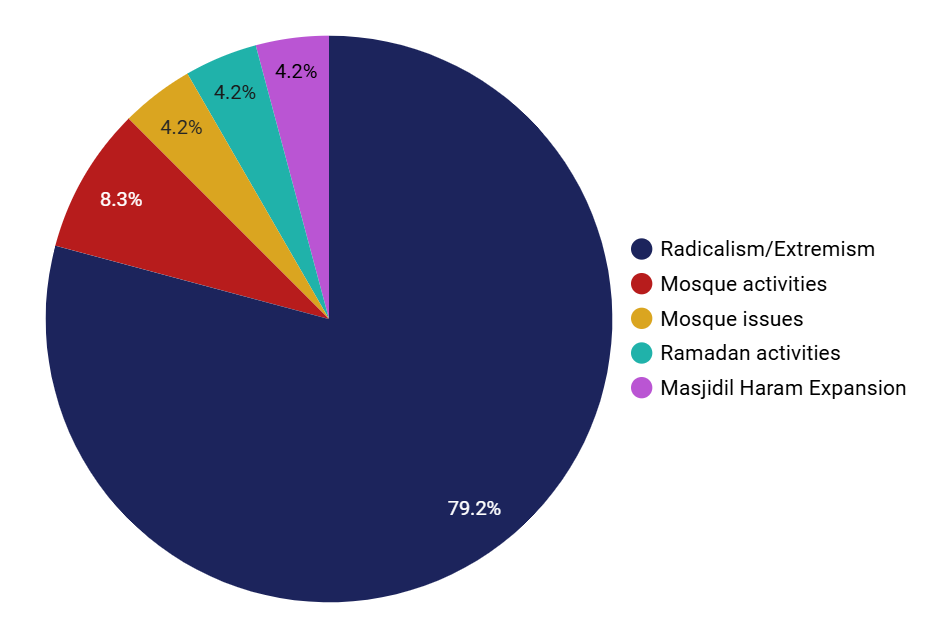 4.2%
4.2%
4.2%
8.3%
79.2%
Radicalism/Extremism
Mosque activities
Mosque issues
Ramadan activities
Masjidil Haram Expansion